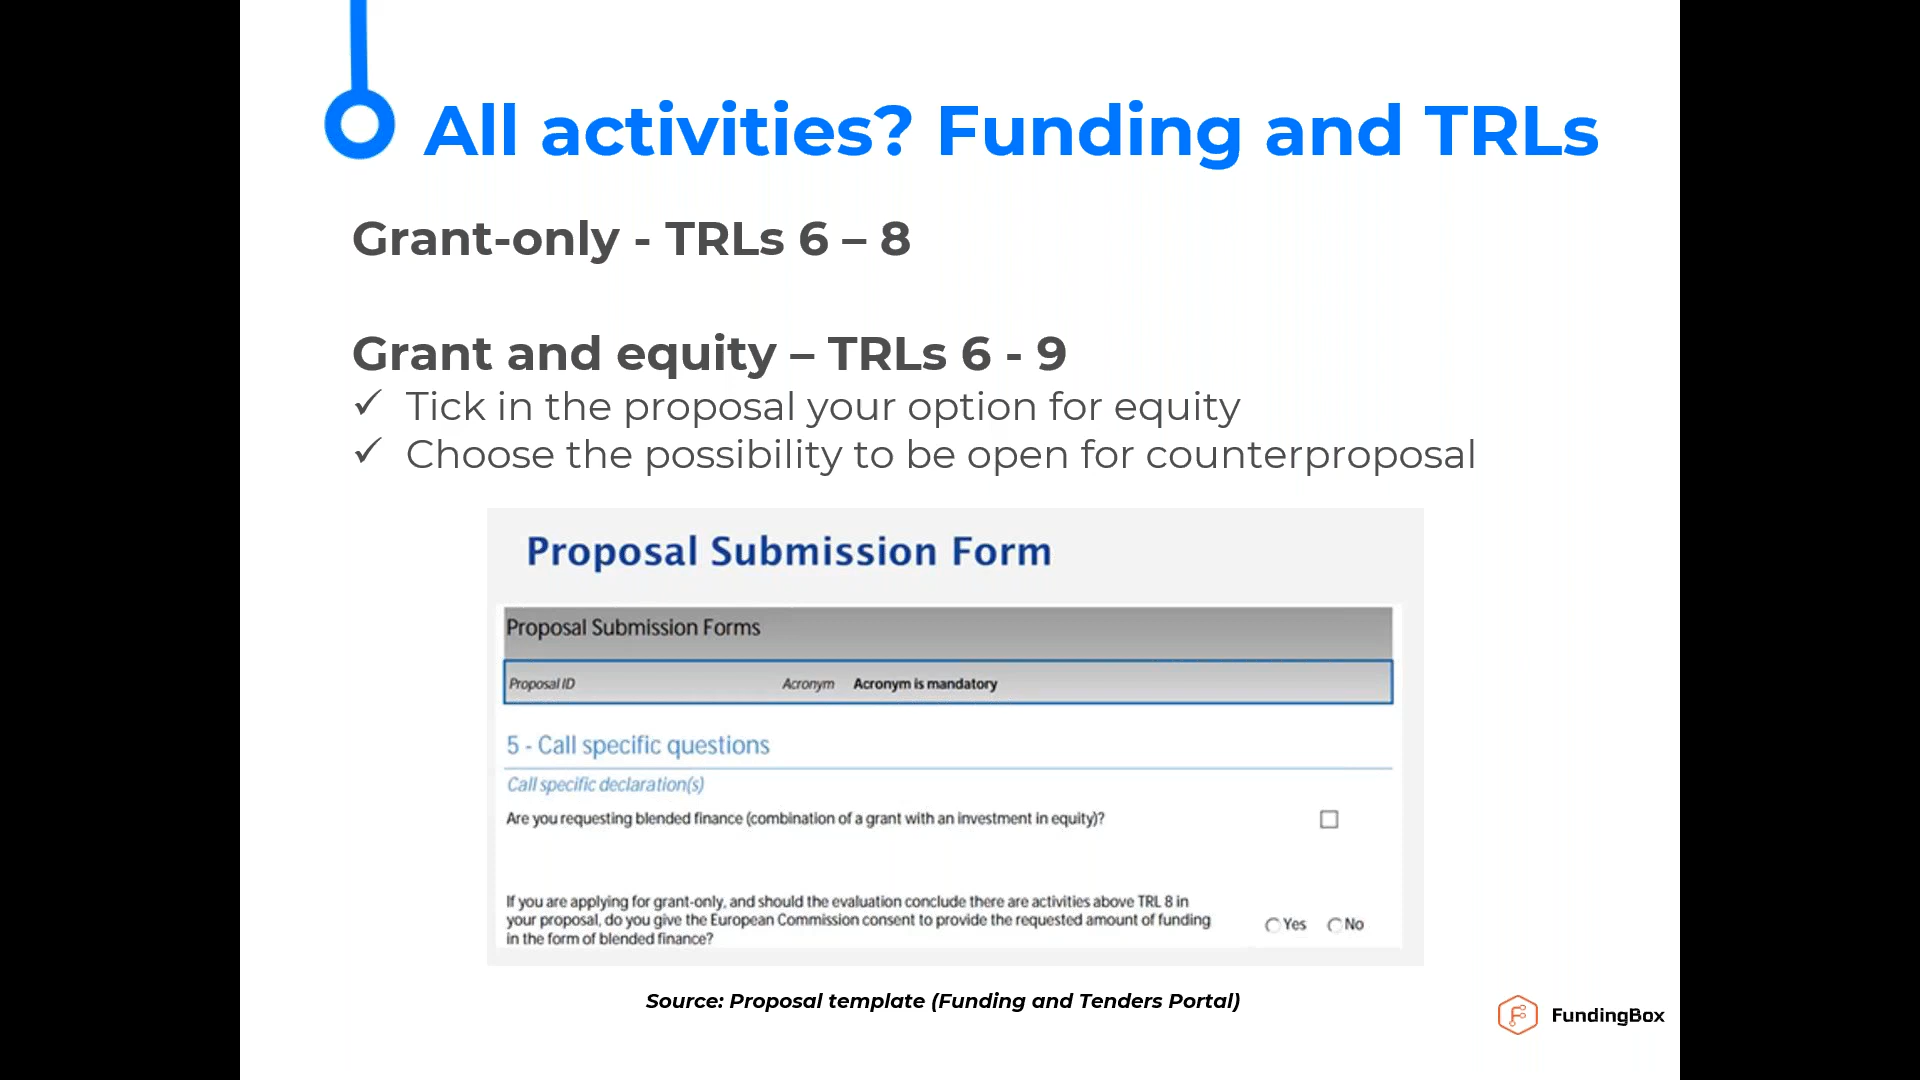 All activities? Funding and TRLs
Grant-only - TRLs 6 – 8
Grant and equity – TRLs 6 - 9
✓ Tick in the proposal your option for equity
✓ Choose the possibility to be open for counterproposal
Proposal Submission Form
Proposal Submission Forms
Proposal ID Acronym Acronym is mandatory
5 - Call specific questions
Call specific declaration(s)
Are you requesting blended finance (combination of a grant with an investment in equity)?
If you are applying for grant-only, and should the evaluation conclude there are activities above TRL 8 in
your proposal, do you give the European Commission consent to provide the requested amount of funding
in the form of blended finance?
Yes No
Source: Proposal template (Funding and Tenders Portal)
FundingBox